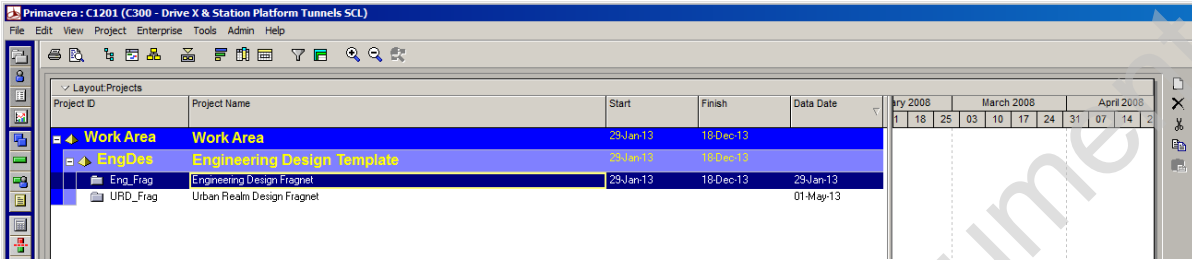 Primavera : C1201 (C300 - Drive X & Station Platform Tunnels SCL)
File Edit View Project Enterprise Tools Admin Help
Layout:Projects
Project ID Project Name Start Finish Data Date
ary 2008 March 2008 April 2008
1 18 25 03 10 17 24 31 07 14 2
Work Area Work Area 29-Jan-13 18-Dec-13
EngDes Engineering Design Template 29-Jan-13 18-Dec-13
Eng_Frag Engineering Design Fragnet 29-Jan-13 18-Dec-13 29-Jan-13
URD_Frag Urban Realm Design Fragnet 01-May-13
ument